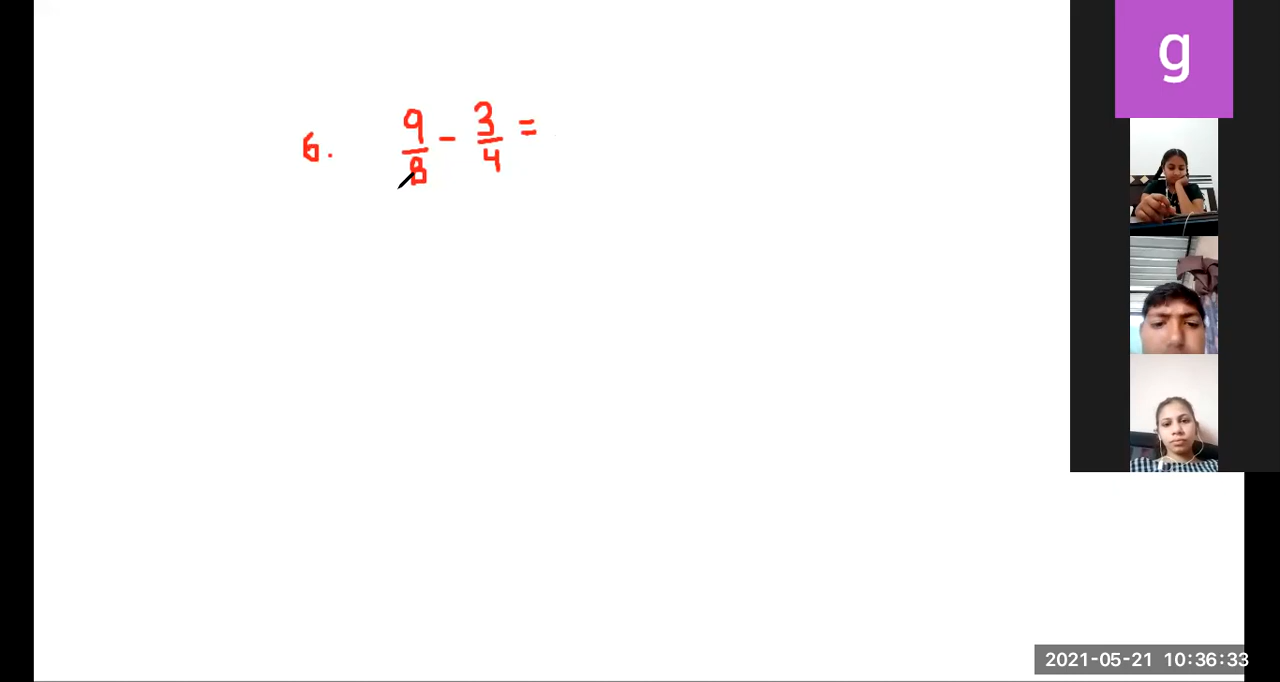 6. 9/8 - 3/4 =
g
2021-05-21 10:36:33